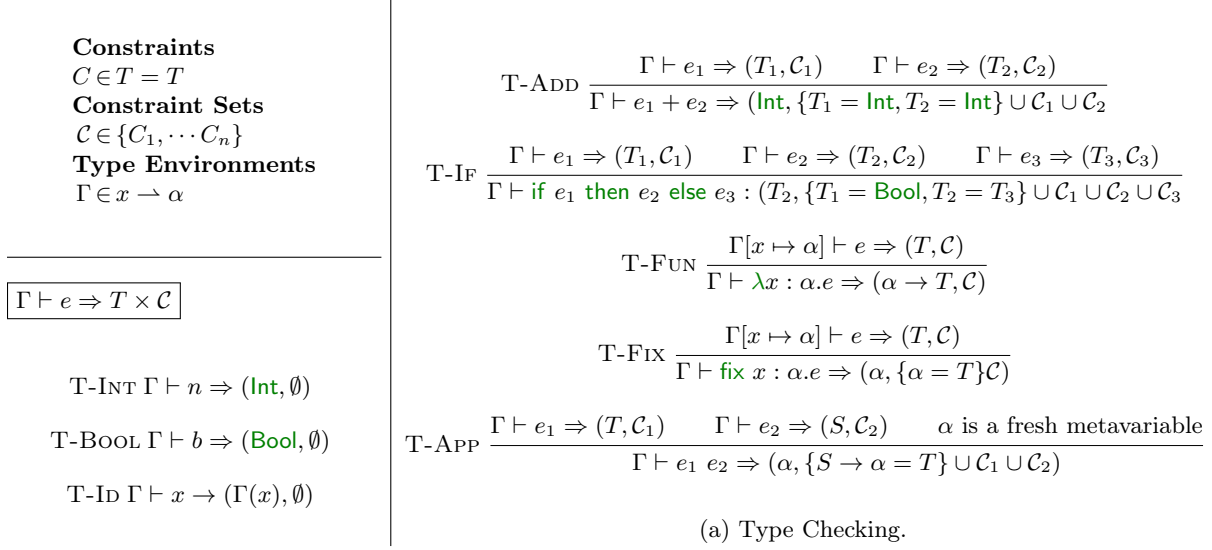 Constraints
C ∈ T = T
Constraint Sets
𝒞 ∈ {C₁, ⋯ Cₙ}
Type Environments
Γ ∈ x ⇀ α
Γ ⊢ e ⇒ T × 𝒞
T-Int Γ ⊢ n ⇒ (Int, ∅)
T-Bool Γ ⊢ b ⇒ (Bool, ∅)
T-Id Γ ⊢ x → (Γ(x), ∅)
Γ ⊢ e₁ ⇒ (T₁, 𝒞₁) Γ ⊢ e₂ ⇒ (T₂, 𝒞₂)
T-Add
Γ ⊢ e₁ + e₂ ⇒ (Int, {T₁ = Int, T₂ = Int} ∪ 𝒞₁ ∪ 𝒞₂
Γ ⊢ e₁ ⇒ (T₁, 𝒞₁) Γ ⊢ e₂ ⇒ (T₂, 𝒞₂) Γ ⊢ e₃ ⇒ (T₃, 𝒞₃)
T-If
Γ ⊢ if e₁ then e₂ else e₃ : (T₂, {T₁ = Bool, T₂ = T₃} ∪ 𝒞₁ ∪ 𝒞₂ ∪ 𝒞₃
Γ[x ↦ α] ⊢ e ⇒ (T, 𝒞)
T-Fun
Γ ⊢ λx : α.e ⇒ (α → T, 𝒞)
Γ[x ↦ α] ⊢ e ⇒ (T, 𝒞)
T-Fix
Γ ⊢ fix x : α.e ⇒ (α, {α = T}𝒞)
Γ ⊢ e₁ ⇒ (T, 𝒞₁) Γ ⊢ e₂ ⇒ (S, 𝒞₂) α is a fresh metavariable
T-App
Γ ⊢ e₁ e₂ ⇒ (α, {S → α = T} ∪ 𝒞₁ ∪ 𝒞₂)
(a) Type Checking.